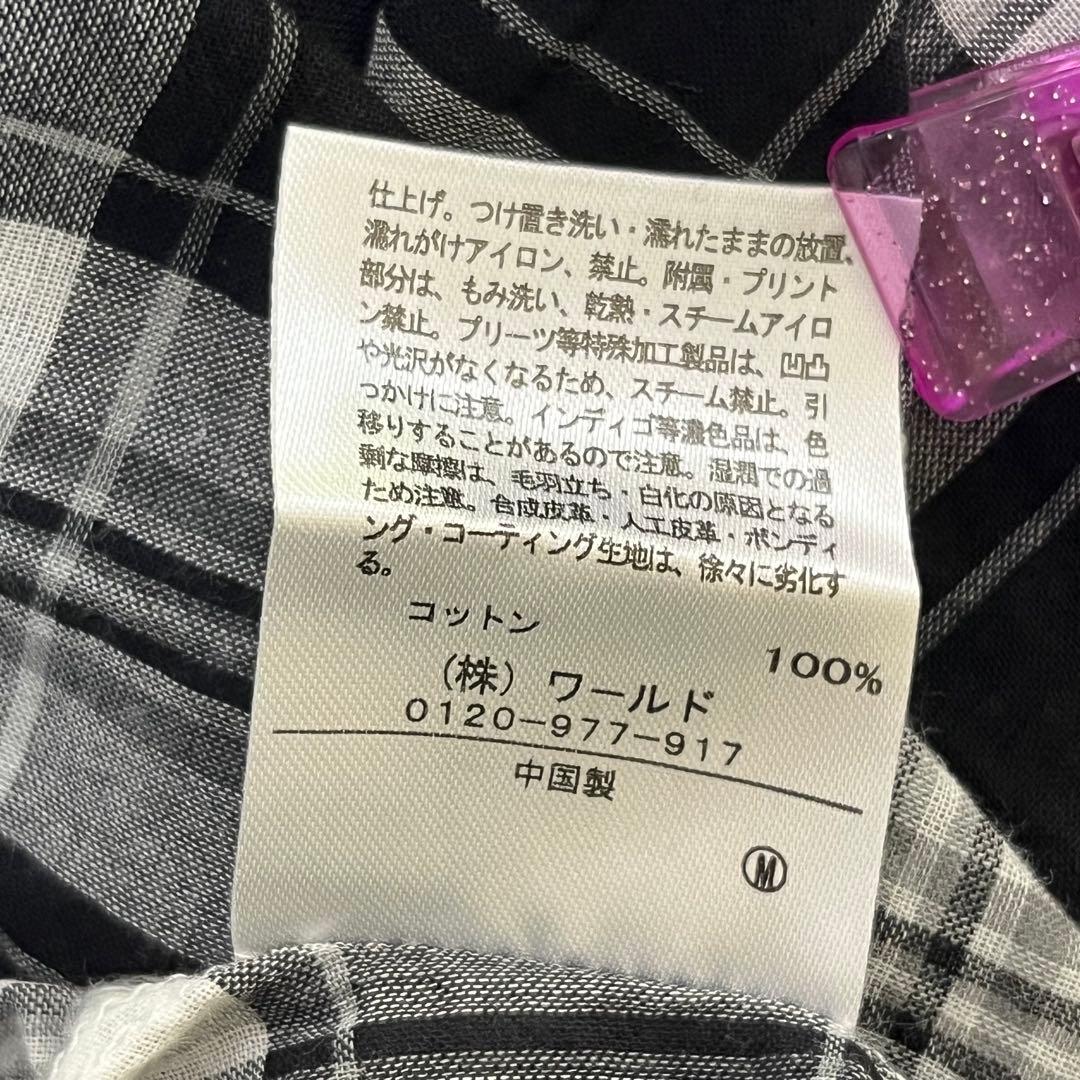 仕上げ。つけ置き洗い・濡れたままの放置、
濡れがけアイロン、禁止。附属・プリント
部分は、もみ洗い、乾熱・スチームアイロ
ン禁止。プリーツ等特殊加工製品は、凹凸
や光沢がなくなるため、スチーム禁止。引
っかけに注意。インディゴ等濃色品は、色
移りすることがあるので注意。湿潤での過
剰な摩擦は、毛羽立ち・白化の原因となる
ため注意。合成皮革・人工皮革・ボンディ
ング・コーティング生地は、徐々に劣化す
る。
コットン 100%
(株) ワールド
0120-977-917
中国製
M